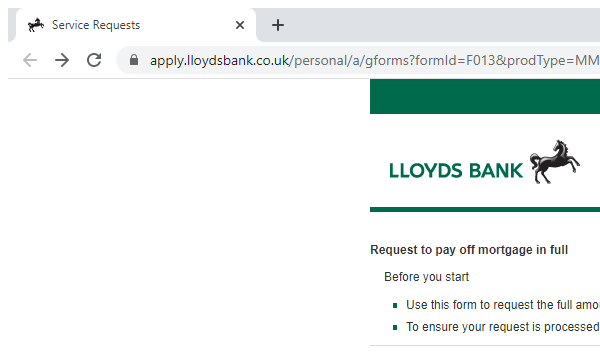 Service Requests
apply.lloydsbank.co.uk/personal/a/gforms?formId=F013&prodType=MM
LLOYDS BANK
Request to pay off mortgage in full
Before you start
Use this form to request the full amo
To ensure your request is processed